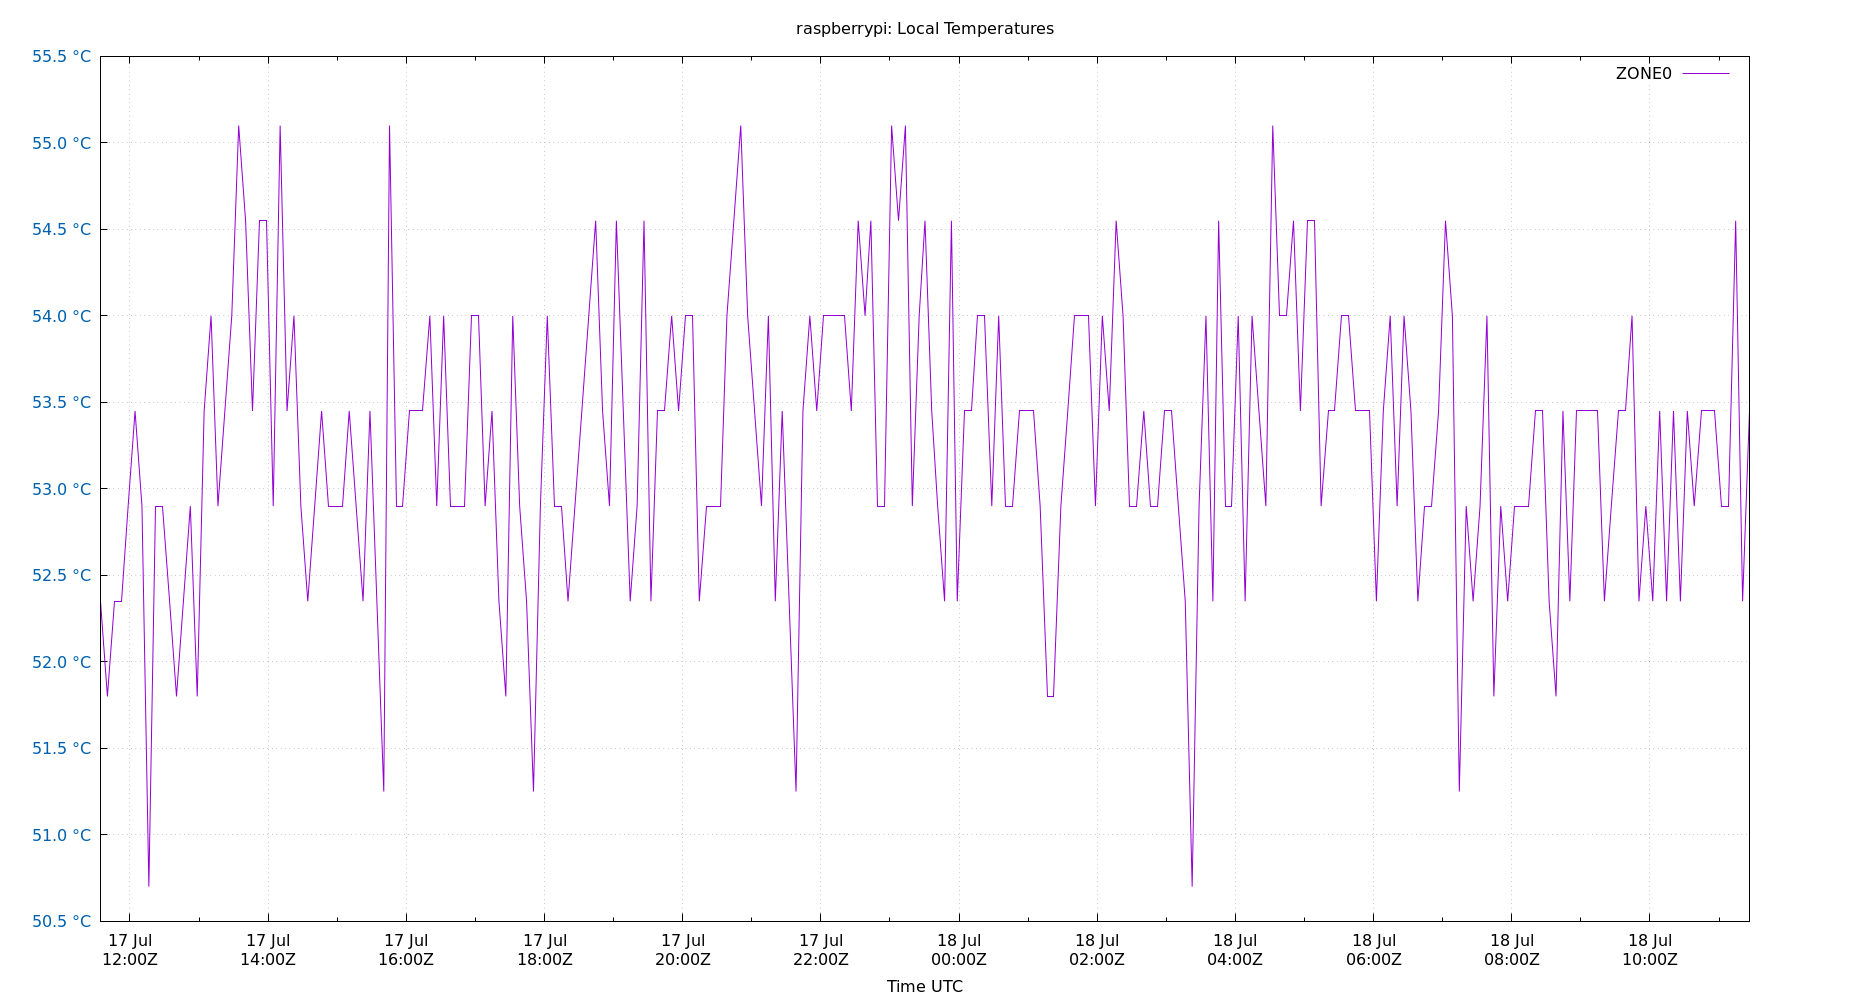 raspberrypi: Local Temperatures
55.5 °C
ZONE0
55.0 °C
54.5 °C
54.0 °C
53.5 °C
53.0 °C
52.5 °C
52.0 °C
51.5 °C
51.0 °C
50.5 °C
17 Jul 17 Jul 17 Jul 17 Jul 17 Jul 17 Jul 18 Jul 18 Jul 18 Jul 18 Jul 18 Jul 18 Jul
12:00Z 14:00Z 16:00Z 18:00Z 20:00Z 22:00Z 00:00Z 02:00Z 04:00Z 06:00Z 08:00Z 10:00Z
Time UTC